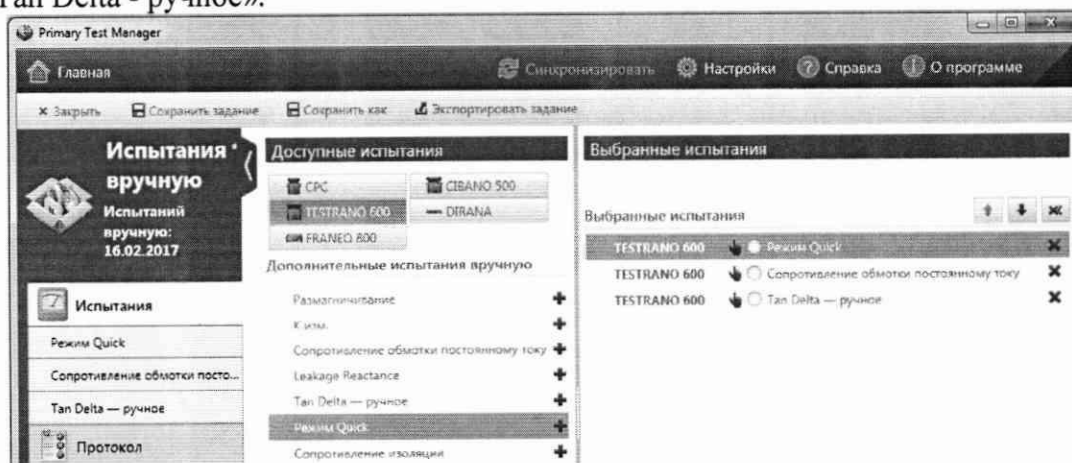 Tan Delta - ручное».
Primary Test Manager
Главная
Синхронизировать
Настройки
Справка
О программе
Закрыть
Сохранить задание
Сохранить как
Экспортировать задание
Испытания *
вручную
Испытаний
вручную:
16.02.2017
Испытания
Режим Quick
Сопротивление обмотки посто...
Tan Delta — ручное
Протокол
Доступные испытания
CPC
CIBANO 500
TESTRANO 600
DIRANA
FRANEO 800
Дополнительные испытания вручную
Размагничивание
К изм.
Сопротивление обмотки постоянному току
Leakage Reactance
Tan Delta — ручное
Режим Quick
Сопротивление изоляции
Выбранные испытания
Выбранные испытания
TESTRANO 600 Режим Quick
TESTRANO 600 Сопротивление обмотки постоянному току
TESTRANO 600 Tan Delta — ручное